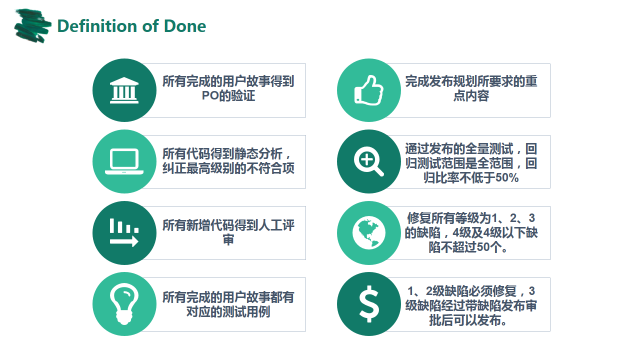 Definition of Done
所有完成的用户故事得到
PO的验证
所有代码得到静态分析，
纠正最高级别的不符合项
所有新增代码得到人工评
审
所有完成的用户故事都有
对应的测试用例
完成发布规划所要求的重
点内容
通过发布的全量测试，回
归测试范围是全范围，回
归比率不低于50%
修复所有等级为1、2、3
的缺陷，4级及4级以下缺
陷不超过50个。
1、2级缺陷必须修复，3
级缺陷经过带缺陷发布审
批后可以发布。